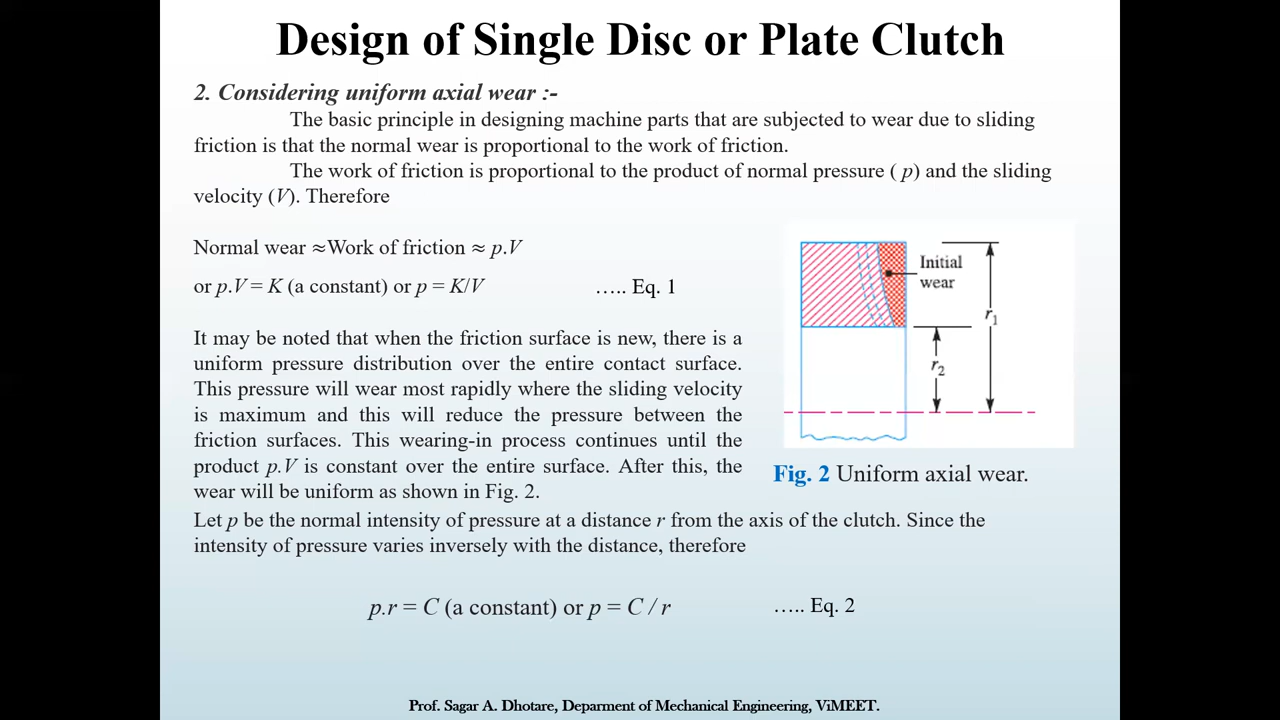 Design of Single Disc or Plate Clutch
2. Considering uniform axial wear :-
The basic principle in designing machine parts that are subjected to wear due to sliding
friction is that the normal wear is proportional to the work of friction.
The work of friction is proportional to the product of normal pressure ( p) and the sliding
velocity (V). Therefore
Normal wear ≈Work of friction ≈ p.V
or p.V = K (a constant) or p = K/V ….. Eq. 1
It may be noted that when the friction surface is new, there is a
uniform pressure distribution over the entire contact surface.
This pressure will wear most rapidly where the sliding velocity
is maximum and this will reduce the pressure between the
friction surfaces. This wearing-in process continues until the
product p.V is constant over the entire surface. After this, the
wear will be uniform as shown in Fig. 2.
Initial
wear
r1
r2
Fig. 2 Uniform axial wear.
Let p be the normal intensity of pressure at a distance r from the axis of the clutch. Since the
intensity of pressure varies inversely with the distance, therefore
p.r = C (a constant) or p = C / r ….. Eq. 2
Prof. Sagar A. Dhotare, Deparment of Mechanical Engineering, ViMEET.